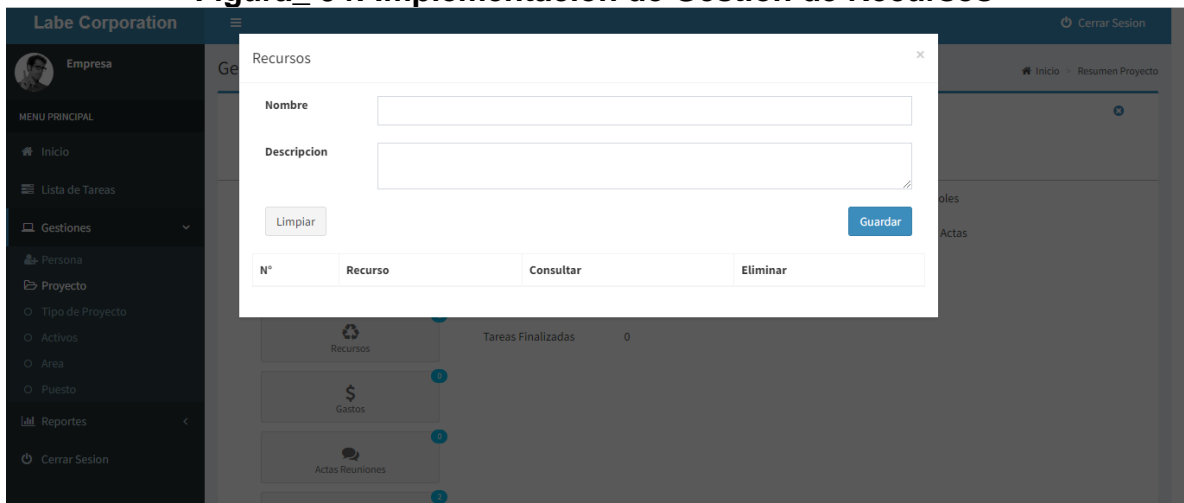 Labe Corporation
Cerrar Sesion
Empresa
Ge
Recursos
×
Inicio > Resumen Proyecto
MENU PRINCIPAL
Nombre
Inicio
Descripcion
Lista de Tareas
oles
Limpiar
Guardar
Gestiones
Actas
Persona
N°
Recurso
Consultar
Eliminar
Proyecto
Tipo de Proyecto
Activos
Recursos
Tareas Finalizadas 0
Area
0
Puesto
Gastos
Reportes
0
Cerrar Sesion
Actas Reuniones
2